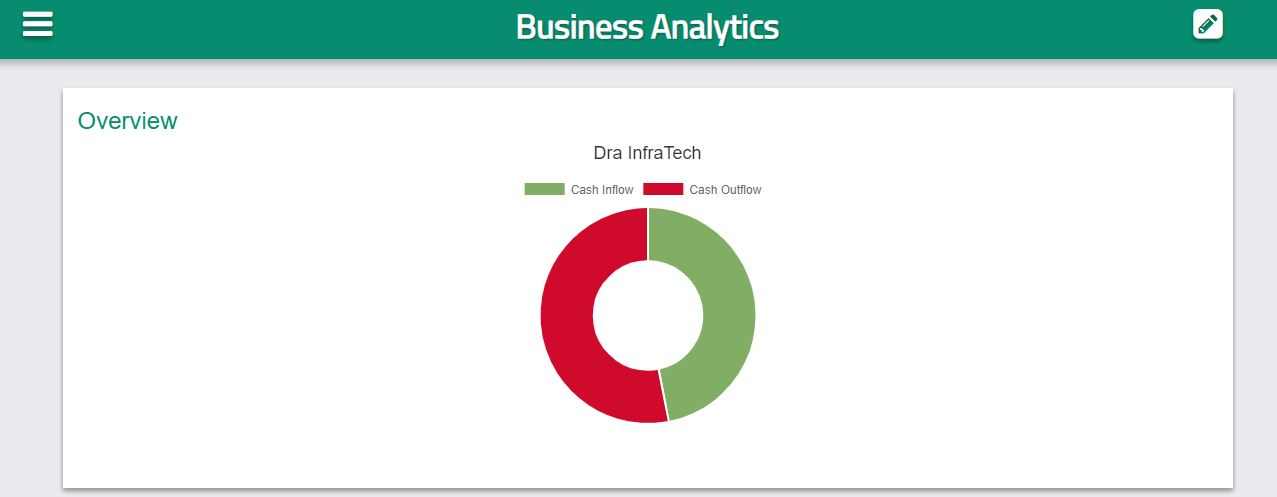 Business Analytics
Overview
Dra InfraTech
Cash Inflow Cash Outflow